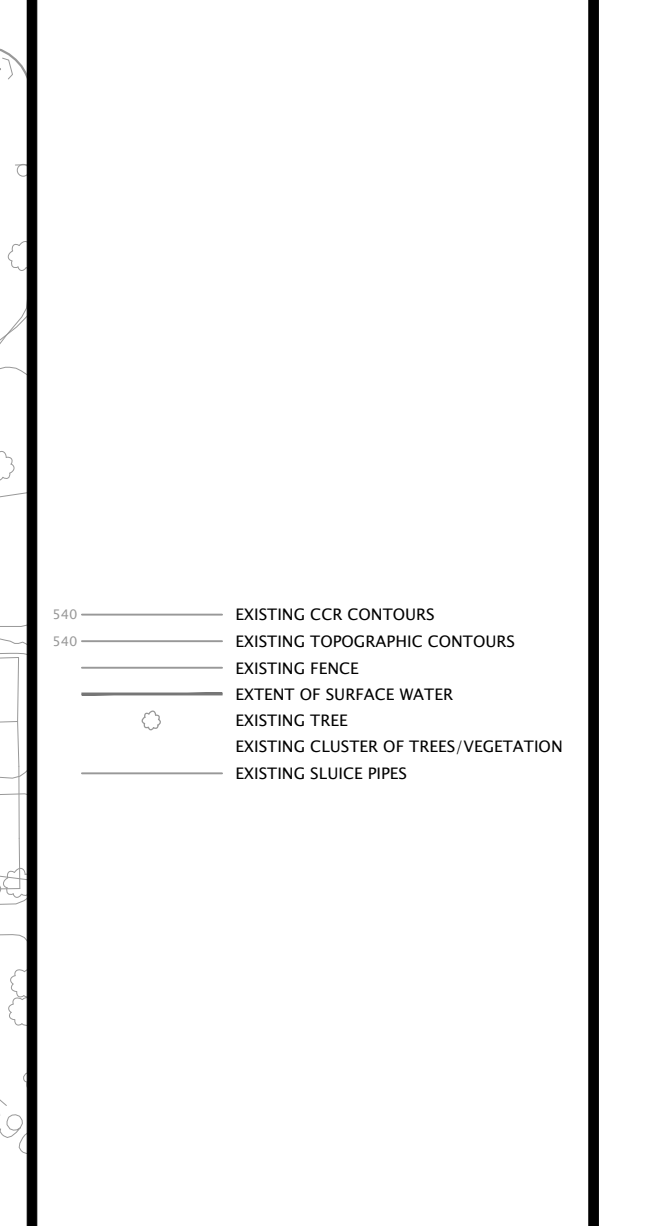 540 EXISTING CCR CONTOURS
540 EXISTING TOPOGRAPHIC CONTOURS
EXISTING FENCE
EXTENT OF SURFACE WATER
EXISTING TREE
EXISTING CLUSTER OF TREES/VEGETATION
EXISTING SLUICE PIPES